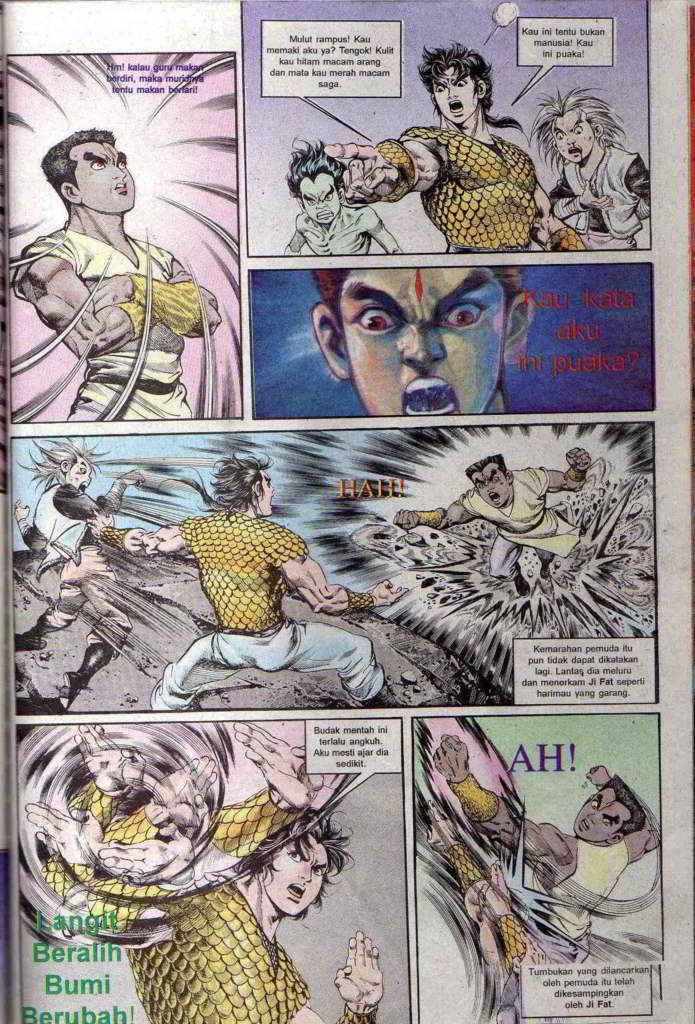 Hm! kalau guru makan
berdiri, maka muridnya
tentu makan berlari!
Mulut rampus! Kau
memaki aku ya? Tengok! Kulit
kau hitam macam arang
dan mata kau merah macam
saga.
Kau ini tentu bukan
manusia! Kau
ini puaka!
Kau kata
aku
ini puaka?
HAH!
Kemarahan pemuda itu
pun tidak dapat dikatakan
lagi. Lantas dia meluru
dan menerkam Ji Fat seperti
harimau yang garang.
Budak mentah ini
terlalu angkuh.
Aku mesti ajar dia
sedikit.
Langit
Beralih
Bumi
Berubah!
AH!
Tumbukan yang dilancarkan
oleh pemuda itu telah
dikesampingkan
oleh Ji Fat.